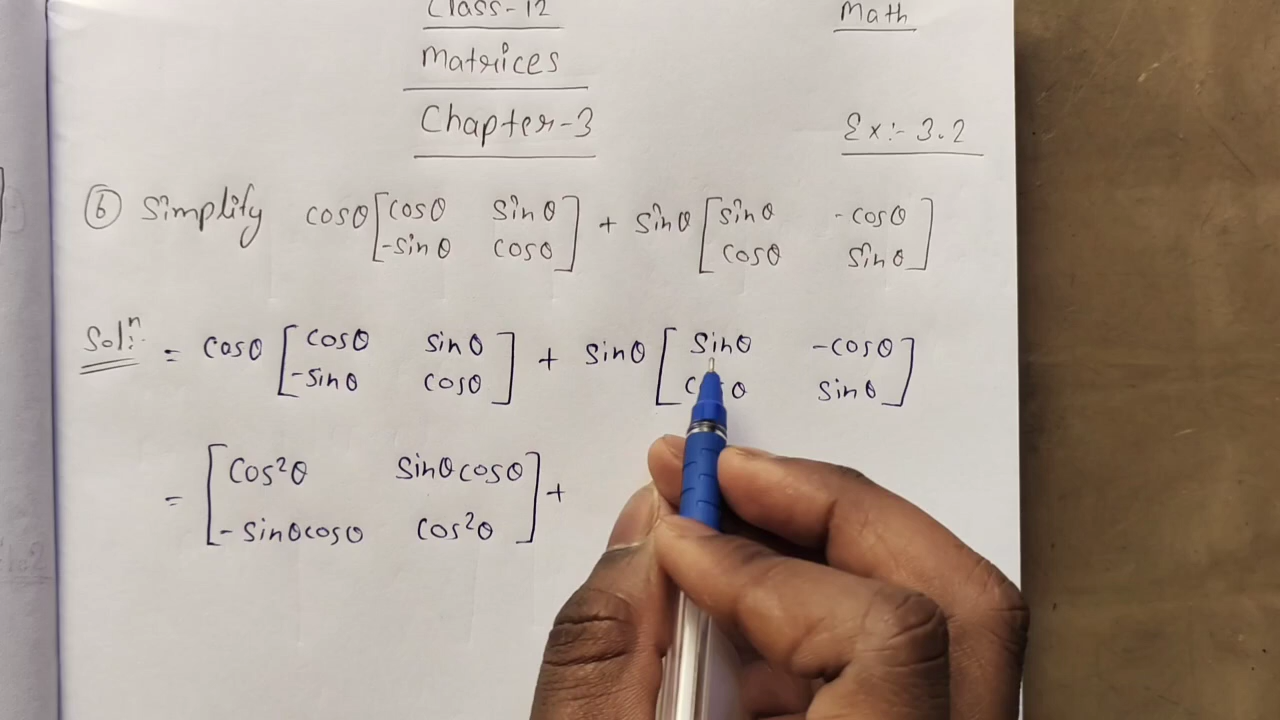 Class-12 Math
Matrices
Chapter-3 Ex:- 3.2
⑥ Simplify cosθ [cosθ sinθ] + sinθ [sinθ -cosθ]
[-sinθ cosθ] [cosθ sinθ]
Solⁿ:- = cosθ [cosθ sinθ] + sinθ [sinθ -cosθ]
[-sinθ cosθ] [θ sinθ]
= [cos²θ sinθcosθ] +
[-sinθcosθ cos²θ]